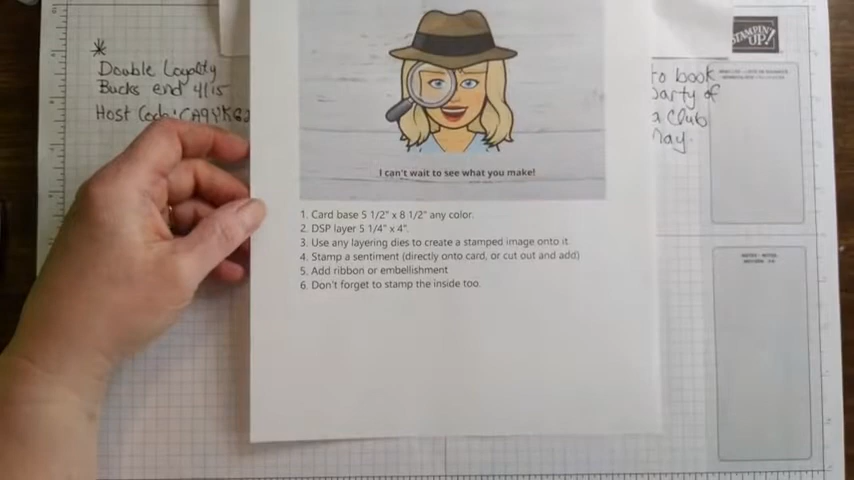 *
Double Loyalty
Bucks end 4/15
STAMPIN'
UP!
to book
party of
a Club
I can't wait to see what you make!
1. Card base 5 1/2" x 8 1/2" any color.
2. DSP layer 5 1/4" x 4".
3. Use any layering dies to create a stamped image onto it
4. Stamp a sentiment (directly onto card, or cut out and add)
5. Add ribbon or embellishment
6. Don't forget to stamp the inside too.